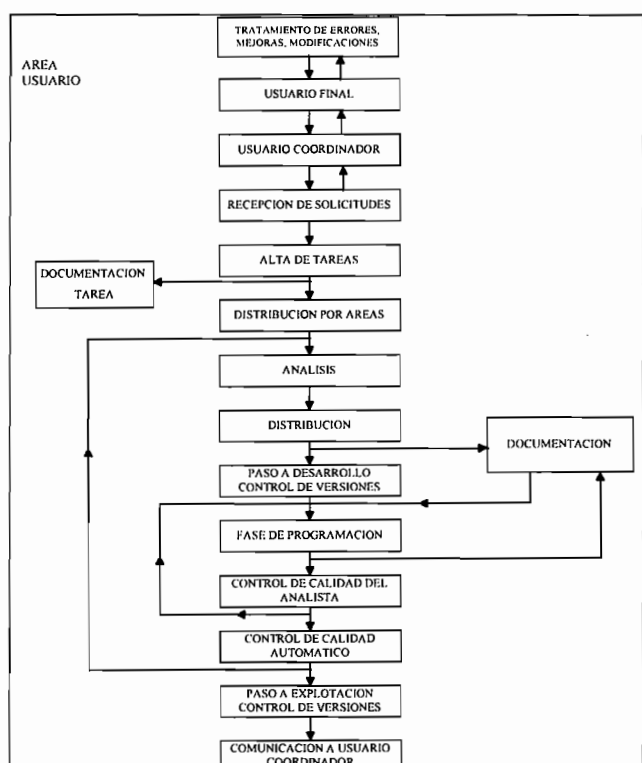 TRATAMIENTO DE ERRORES,
MEJORAS, MODIFICACIONES
AREA
USUARIO
USUARIO FINAL
USUARIO COORDINADOR
RECEPCION DE SOLICITUDES
ALTA DE TAREAS
DOCUMENTACION
TAREA
DISTRIBUCION POR AREAS
ANALISIS
DISTRIBUCION
DOCUMENTACION
PASO A DESARROLLO
CONTROL DE VERSIONES
FASE DE PROGRAMACION
CONTROL DE CALIDAD DEL
ANALISTA
CONTROL DE CALIDAD
AUTOMATICO
PASO A EXPLOTACION
CONTROL DE VERSIONES
COMUNICACION A USUARIO
COORDINADOR